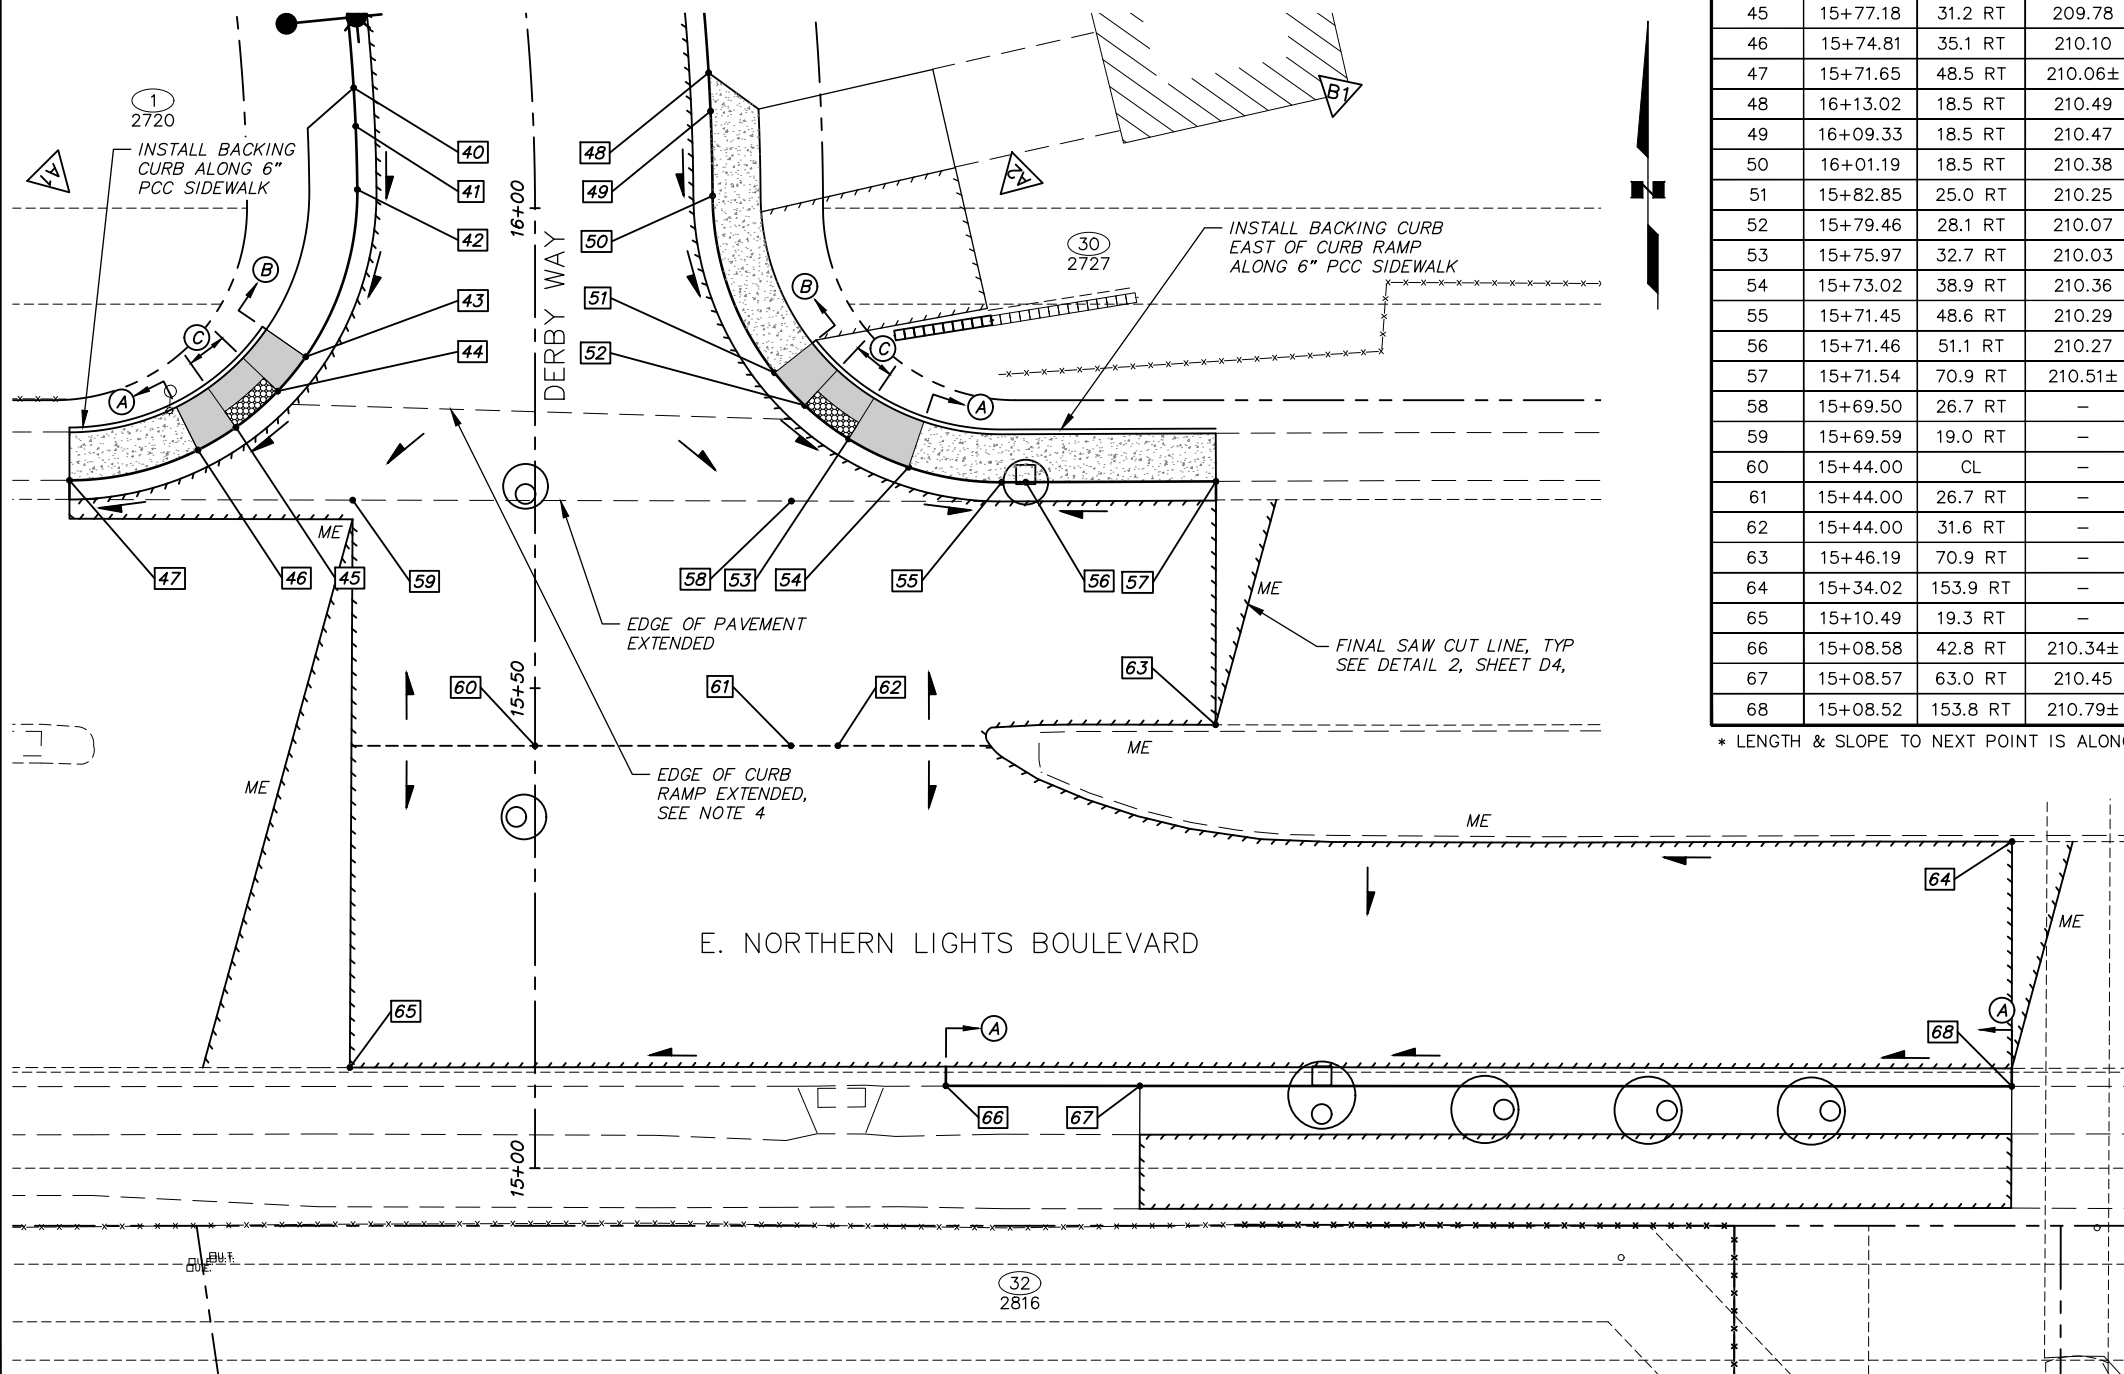 45 15+77.18 31.2 RT 209.78
46 15+74.81 35.1 RT 210.10
47 15+71.65 48.5 RT 210.06±
48 16+13.02 18.5 RT 210.49
49 16+09.33 18.5 RT 210.47
50 16+01.19 18.5 RT 210.38
51 15+82.85 25.0 RT 210.25
52 15+79.46 28.1 RT 210.07
53 15+75.97 32.7 RT 210.03
54 15+73.02 38.9 RT 210.36
55 15+71.45 48.6 RT 210.29
56 15+71.46 51.1 RT 210.27
57 15+71.54 70.9 RT 210.51±
58 15+69.50 26.7 RT –
59 15+69.59 19.0 RT –
60 15+44.00 CL –
61 15+44.00 26.7 RT –
62 15+44.00 31.6 RT –
63 15+46.19 70.9 RT –
64 15+34.02 153.9 RT –
65 15+10.49 19.3 RT –
66 15+08.58 42.8 RT 210.34±
67 15+08.57 63.0 RT 210.45
68 15+08.52 153.8 RT 210.79±
* LENGTH & SLOPE TO NEXT POINT IS ALON
1
2720
INSTALL BACKING
CURB ALONG 6"
PCC SIDEWALK
A1
B1
A2
N
40
41
42
43
44
48
49
50
51
52
16+00
DERBY WAY
30
2727
INSTALL BACKING CURB
EAST OF CURB RAMP
ALONG 6" PCC SIDEWALK
B
C
A
B
C
A
ME
47
46
45
59
58
53
54
55
56
57
ME
EDGE OF PAVEMENT
EXTENDED
FINAL SAW CUT LINE, TYP
SEE DETAIL 2, SHEET D4,
60
15+50
61
62
63
ME
ME
EDGE OF CURB
RAMP EXTENDED,
SEE NOTE 4
ME
64
ME
E. NORTHERN LIGHTS BOULEVARD
65
A
A
68
66
67
15+00
32
2816